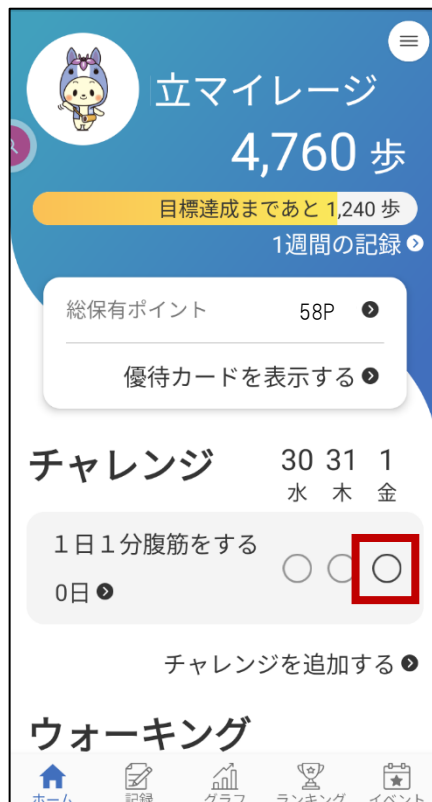 立マイレージ
4,760 歩
目標達成まであと 1,240 歩
1週間の記録
総保有ポイント 58P
優待カードを表示する
チャレンジ 30 31 1
水 木 金
1日1分腹筋をする
0日
チャレンジを追加する
ウォーキング
ホーム 記録 グラフ ランキング イベント